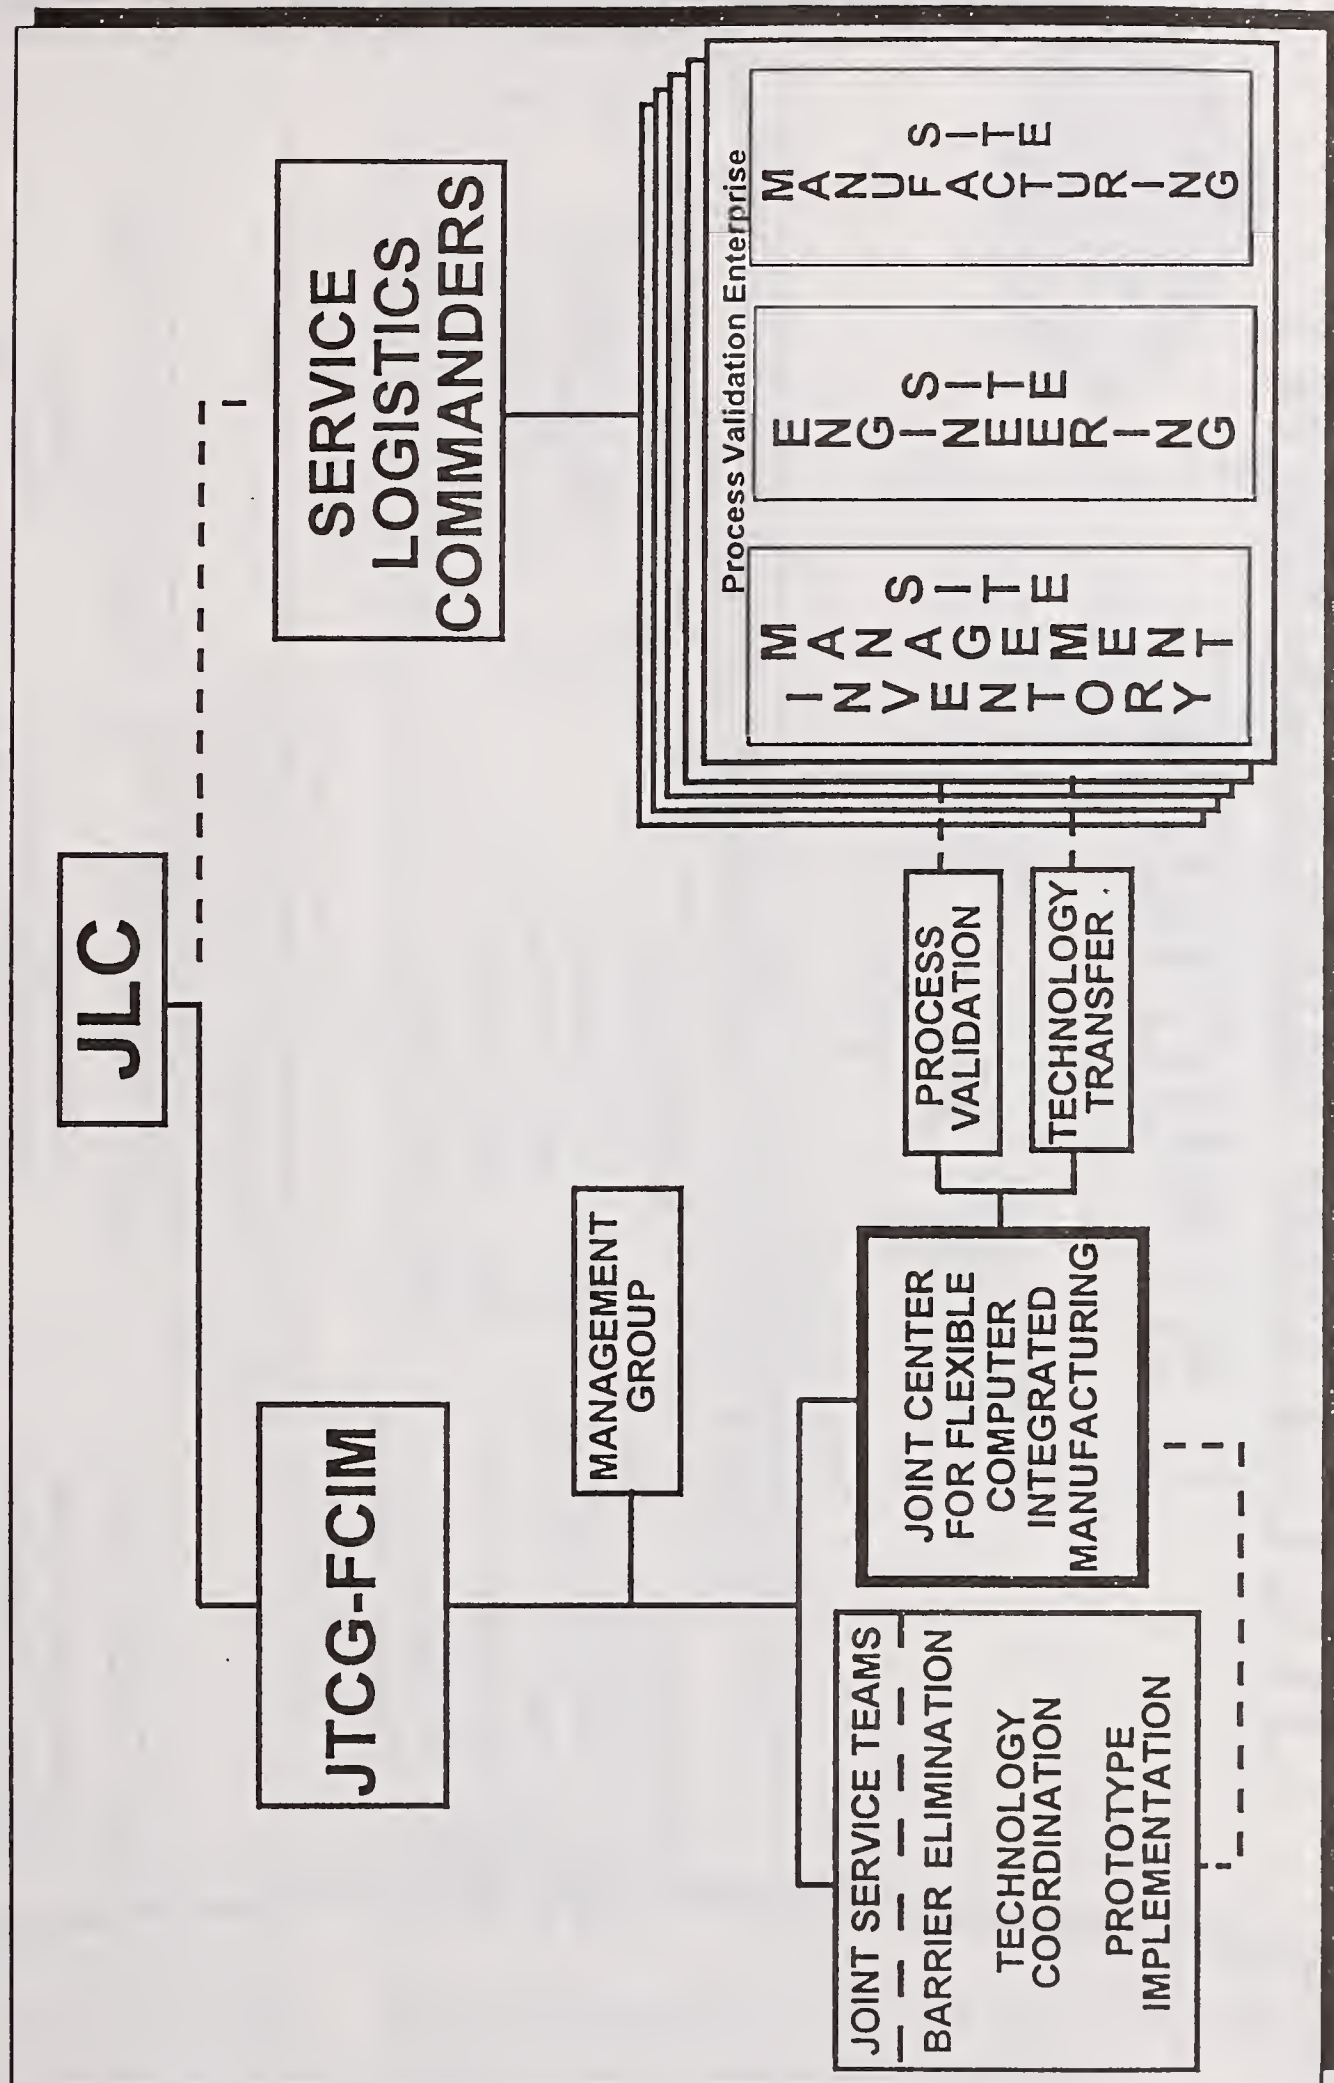 JLC
SERVICE
LOGISTICS
COMMANDERS
JTCG-FCIM
MANAGEMENT
GROUP
JOINT SERVICE TEAMS
BARRIER ELIMINATION
TECHNOLOGY
COORDINATION
PROTOTYPE
IMPLEMENTATION
JOINT CENTER
FOR FLEXIBLE
COMPUTER
INTEGRATED
MANUFACTURING
PROCESS
VALIDATION
TECHNOLOGY
TRANSFER
Process Validation Enterprise
INVENTORY
MANAGEMENT
SITE
ENGINEERING
SITE
MANUFACTURING
SITE